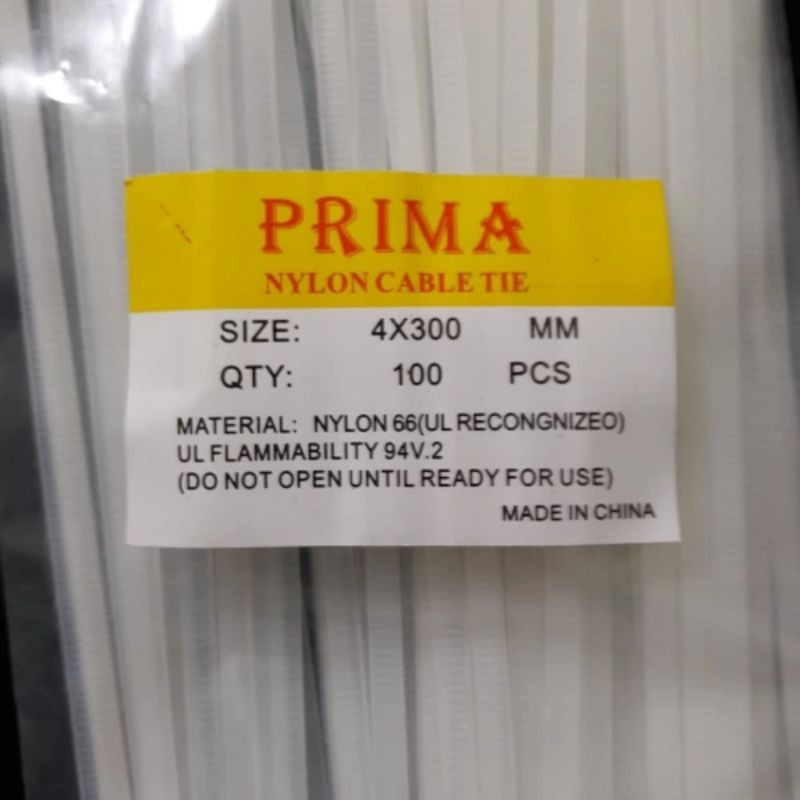 PRIMA
NYLON CABLE TIE
SIZE: 4X300 MM
QTY: 100 PCS
MATERIAL: NYLON 66(UL RECONGNIZEO)
UL FLAMMABILITY 94V.2
(DO NOT OPEN UNTIL READY FOR USE)
MADE IN CHINA